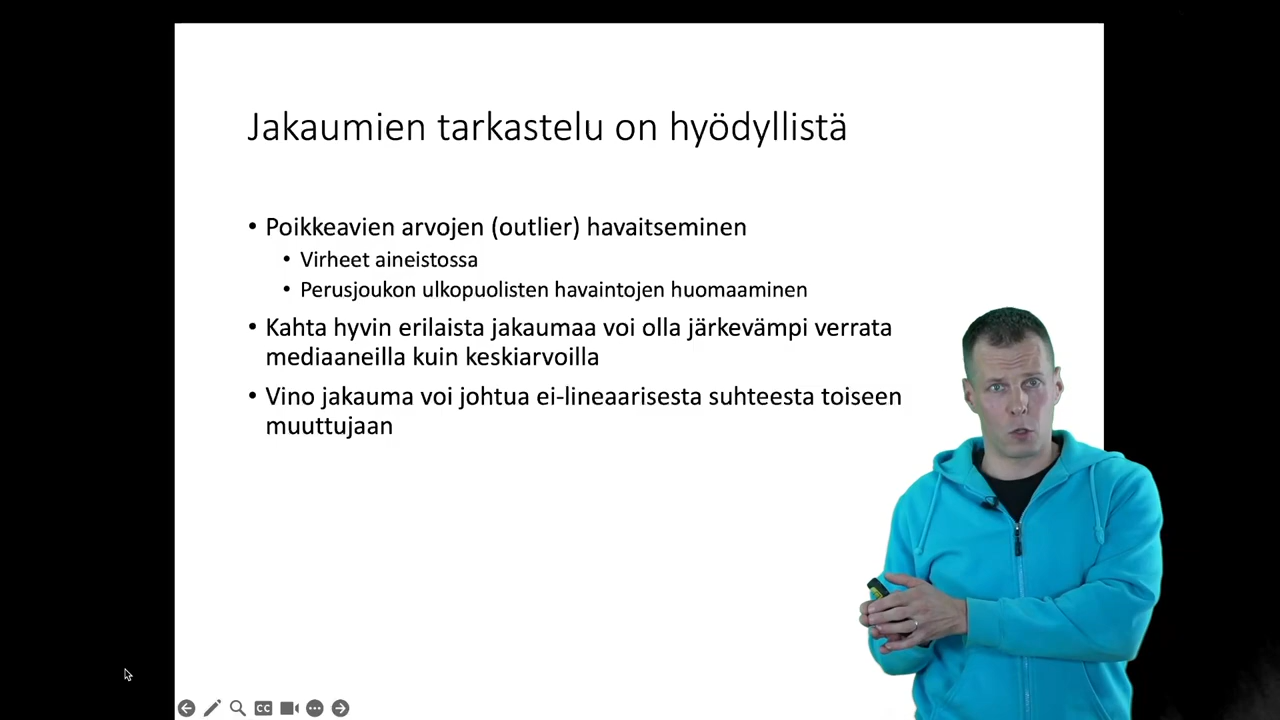 Jakaumien tarkastelu on hyödyllistä
• Poikkeavien arvojen (outlier) havaitseminen
• Virheet aineistossa
• Perusjoukon ulkopuolisten havaintojen huomaaminen
• Kahta hyvin erilaista jakaumaa voi olla järkevämpi verrata
mediaaneilla kuin keskiarvoilla
• Vino jakauma voi johtua ei-lineaarisesta suhteesta toiseen
muuttujaan
CC